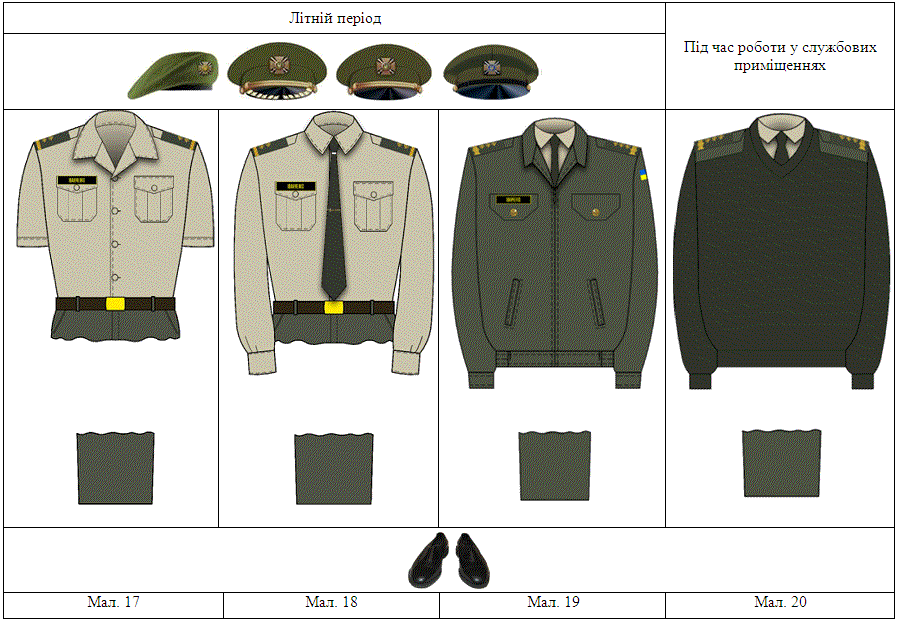 Літній період
Під час роботи у службових
приміщеннях
Мал. 17
Мал. 18
Мал. 19
Мал. 20